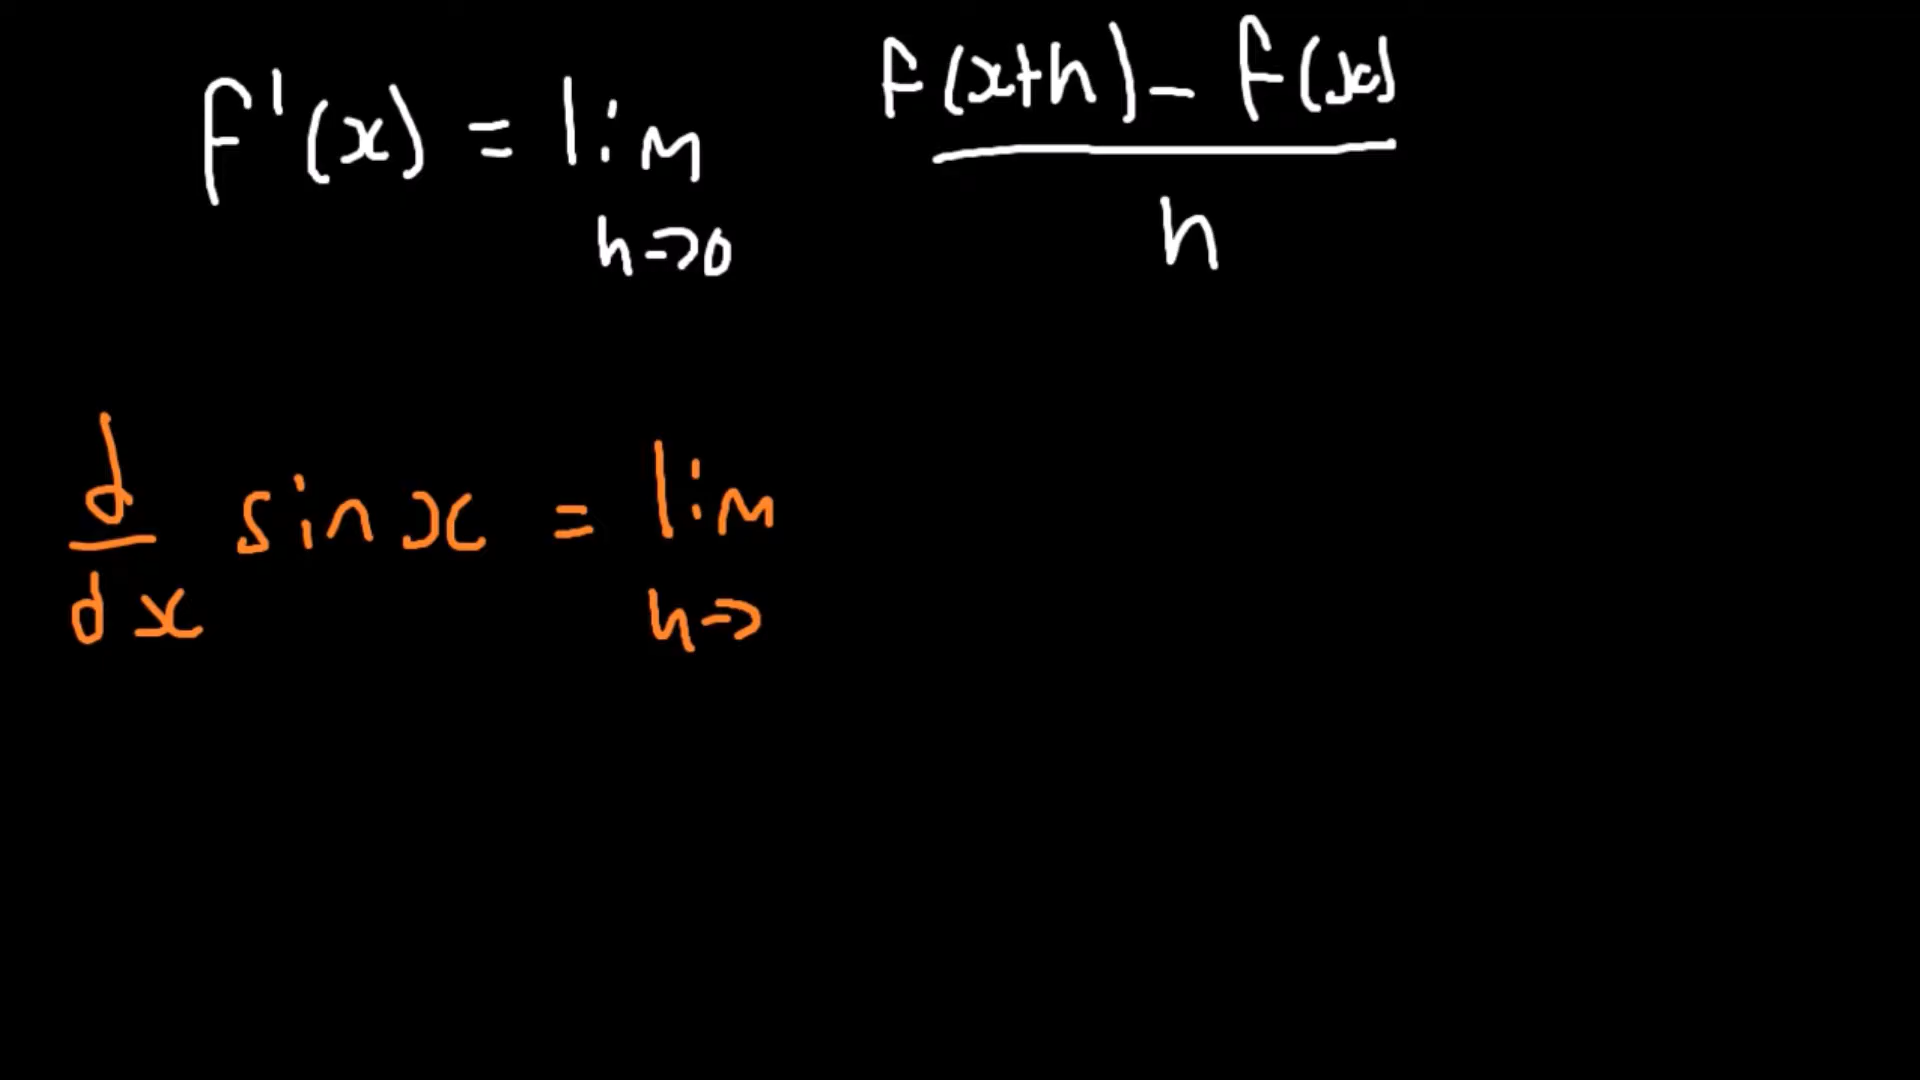 f'(x) = lim h->0 f(x+h) - f(x) / h
d/dx sin x = lim h->